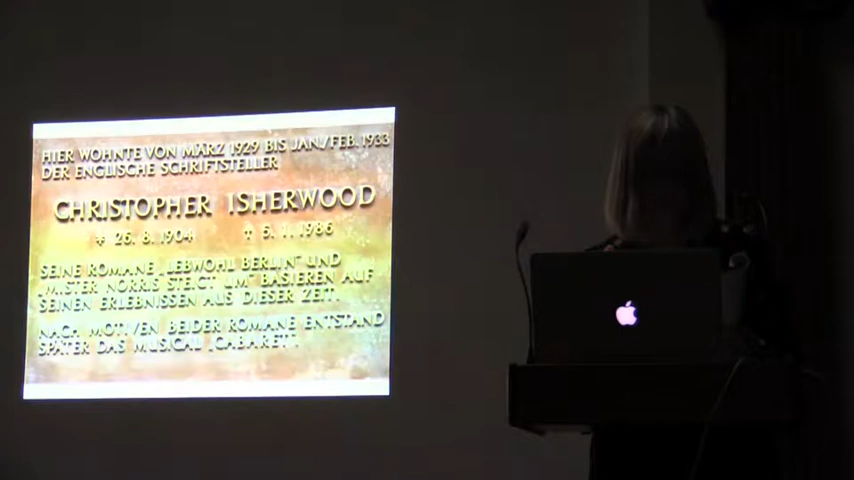 HIER WOHNTE VON MÄRZ 1929 BIS JAN./FEB. 1933
DER ENGLISCHE SCHRIFTSTELLER
CHRISTOPHER ISHERWOOD
* 26. 8. 1904 † 5. 1. 1986
SEINE ROMANE „LEBWOHL BERLIN" UND
„MISTER NORRIS STEIGT UM" BASIEREN AUF
SEINEN ERLEBNISSEN AUS DIESER ZEIT.
NACH MOTIVEN BEIDER ROMANE ENTSTAND
SPÄTER DAS MUSICAL „CABARETT".